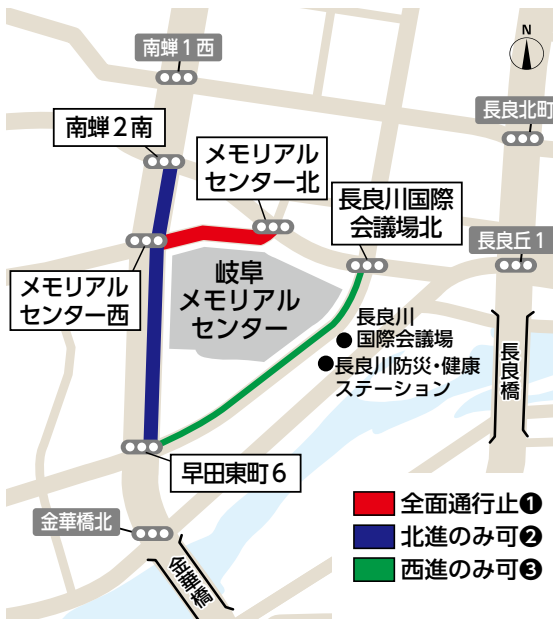 南蝉1西
N
南蝉2南
長良北町
メモリアル
センター北
長良川国際
会議場北
長良丘1
メモリアル
センター西
岐阜
メモリアル
センター
長良川
国際会議場
長良川防災・健康
ステーション
長良橋
早田東町6
金華橋北
金華橋
全面通行止❶
北進のみ可❷
西進のみ可❸